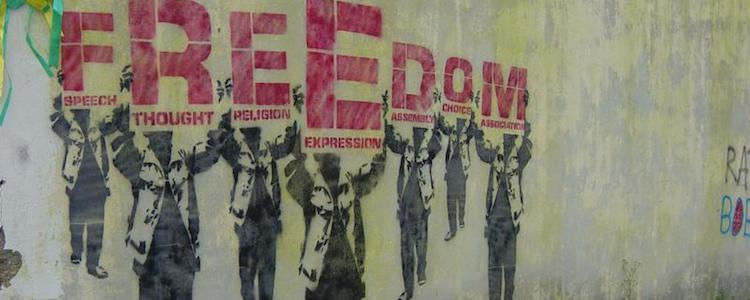 FREEDOM
SPEECH
THOUGHT
RELIGION
EXPRESSION
ASSEMBLY
CHOICE
ASSOCIATION